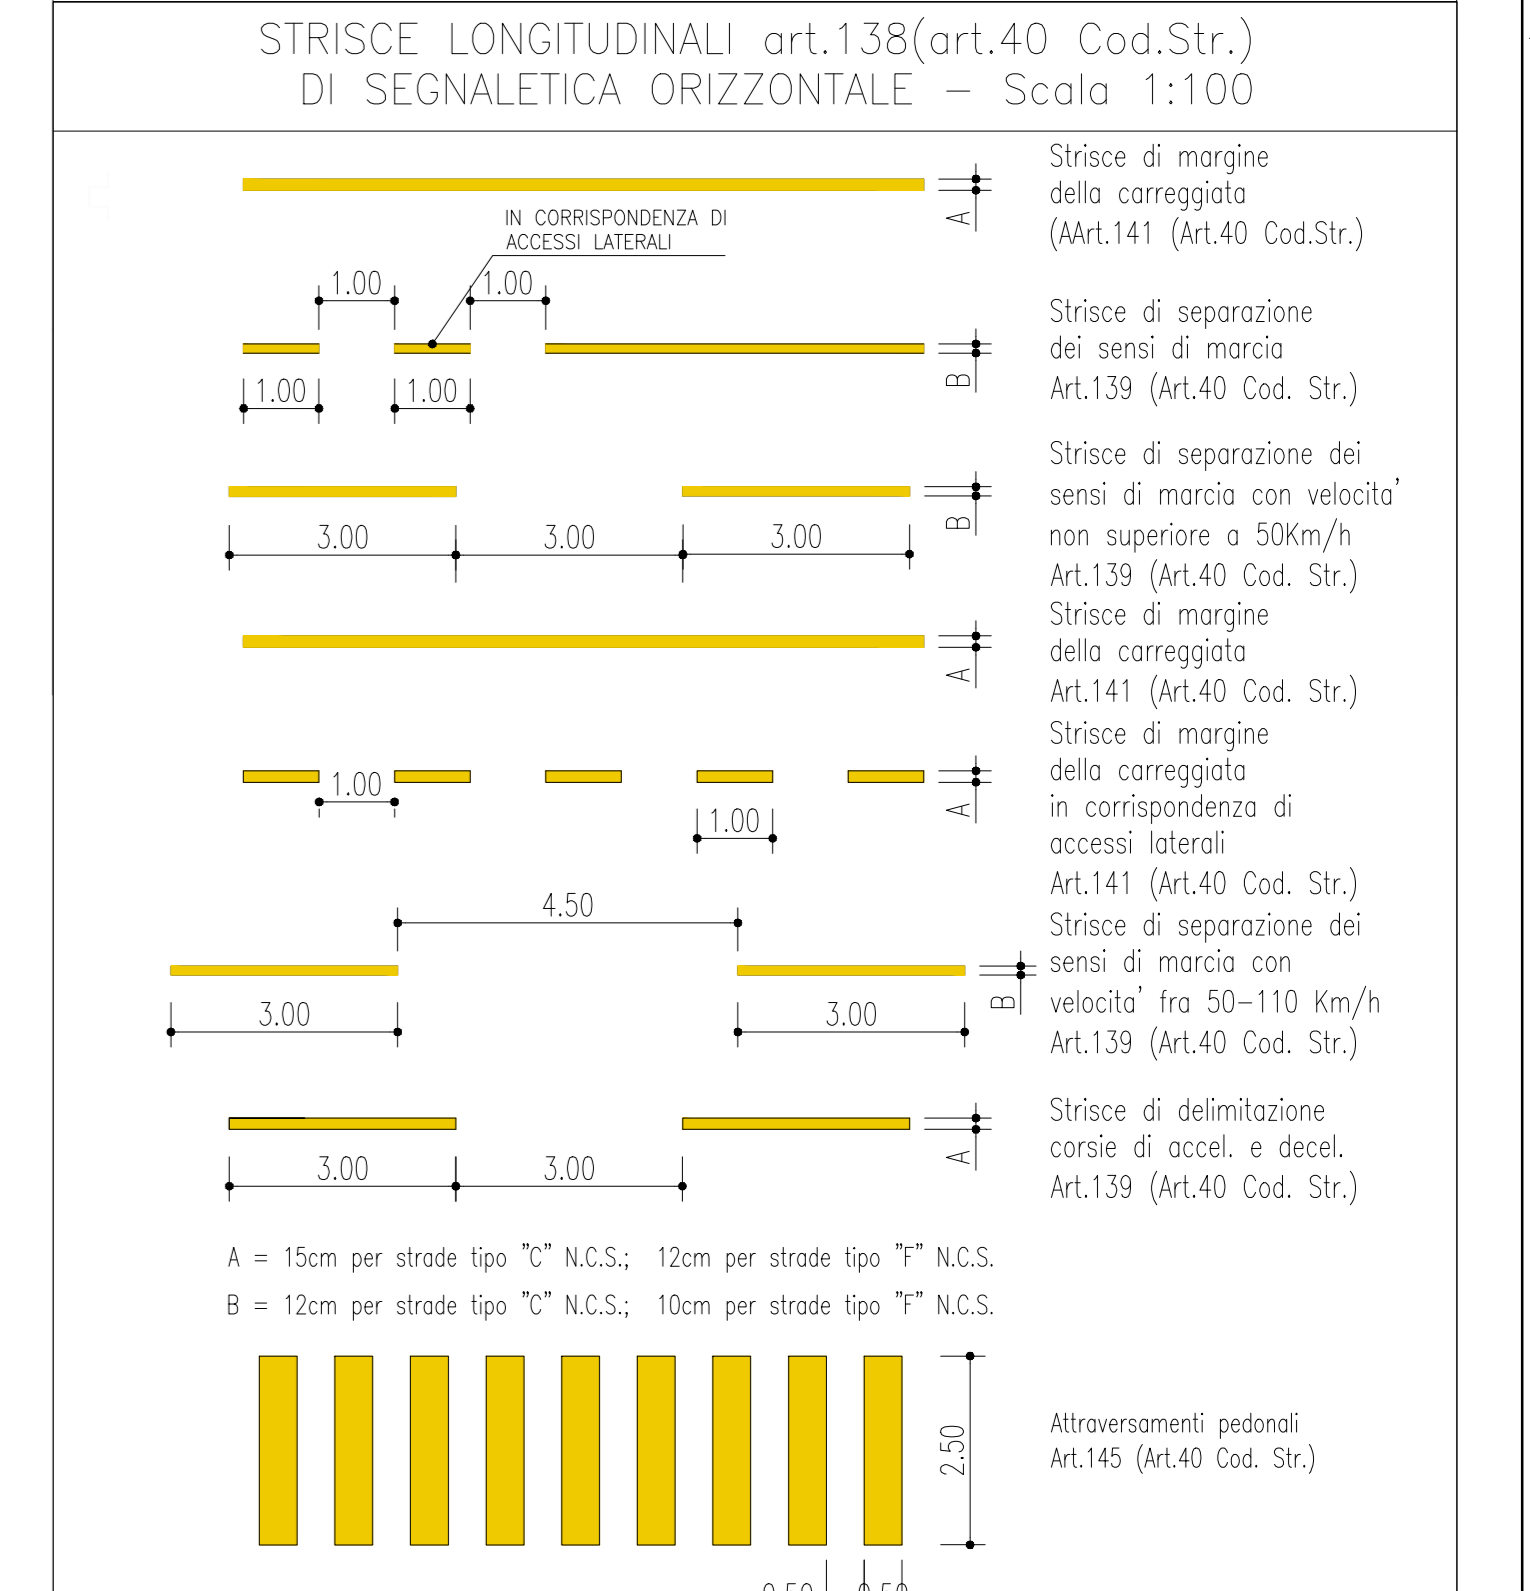 STRISCE LONGITUDINALI art.138(art.40 Cod.Str.)
DI SEGNALETICA ORIZZONTALE – Scala 1:100
Strisce di margine
della carreggiata
(AArt.141 (Art.40 Cod.Str.)
A
IN CORRISPONDENZA DI
ACCESSI LATERALI
1.00
1.00
1.00
1.00
B
Strisce di separazione
dei sensi di marcia
Art.139 (Art.40 Cod. Str.)
3.00
3.00
3.00
B
Strisce di separazione dei
sensi di marcia con velocita'
non superiore a 50Km/h
Art.139 (Art.40 Cod. Str.)
A
Strisce di margine
della carreggiata
Art.141 (Art.40 Cod. Str.)
1.00
1.00
A
Strisce di margine
della carreggiata
in corrispondenza di
accessi laterali
Art.141 (Art.40 Cod. Str.)
4.50
3.00
3.00
B
Strisce di separazione dei
sensi di marcia con
velocita' fra 50–110 Km/h
Art.139 (Art.40 Cod. Str.)
3.00
3.00
A
Strisce di delimitazione
corsie di accel. e decel.
Art.139 (Art.40 Cod. Str.)
A = 15cm per strade tipo "C" N.C.S.; 12cm per strade tipo "F" N.C.S.
B = 12cm per strade tipo "C" N.C.S.; 10cm per strade tipo "F" N.C.S.
2.50
Attraversamenti pedonali
Art.145 (Art.40 Cod. Str.)
0.50
0.50